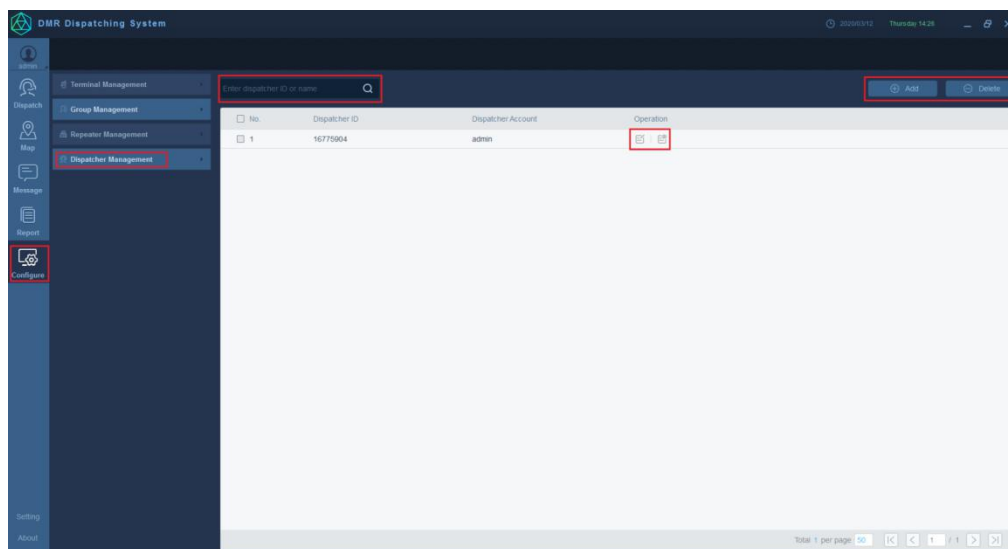 DMR Dispatching System
2020/03/12 Thursday 14:26
admin
Dispatch
Map
Message
Report
Configure
Setting
About
Terminal Management
Group Management
Repeater Management
Dispatcher Management
Enter dispatcher ID or name
Add Delete
No. Dispatcher ID Dispatcher Account Operation
1 16775904 admin
Total 1 per page 50 1 / 1